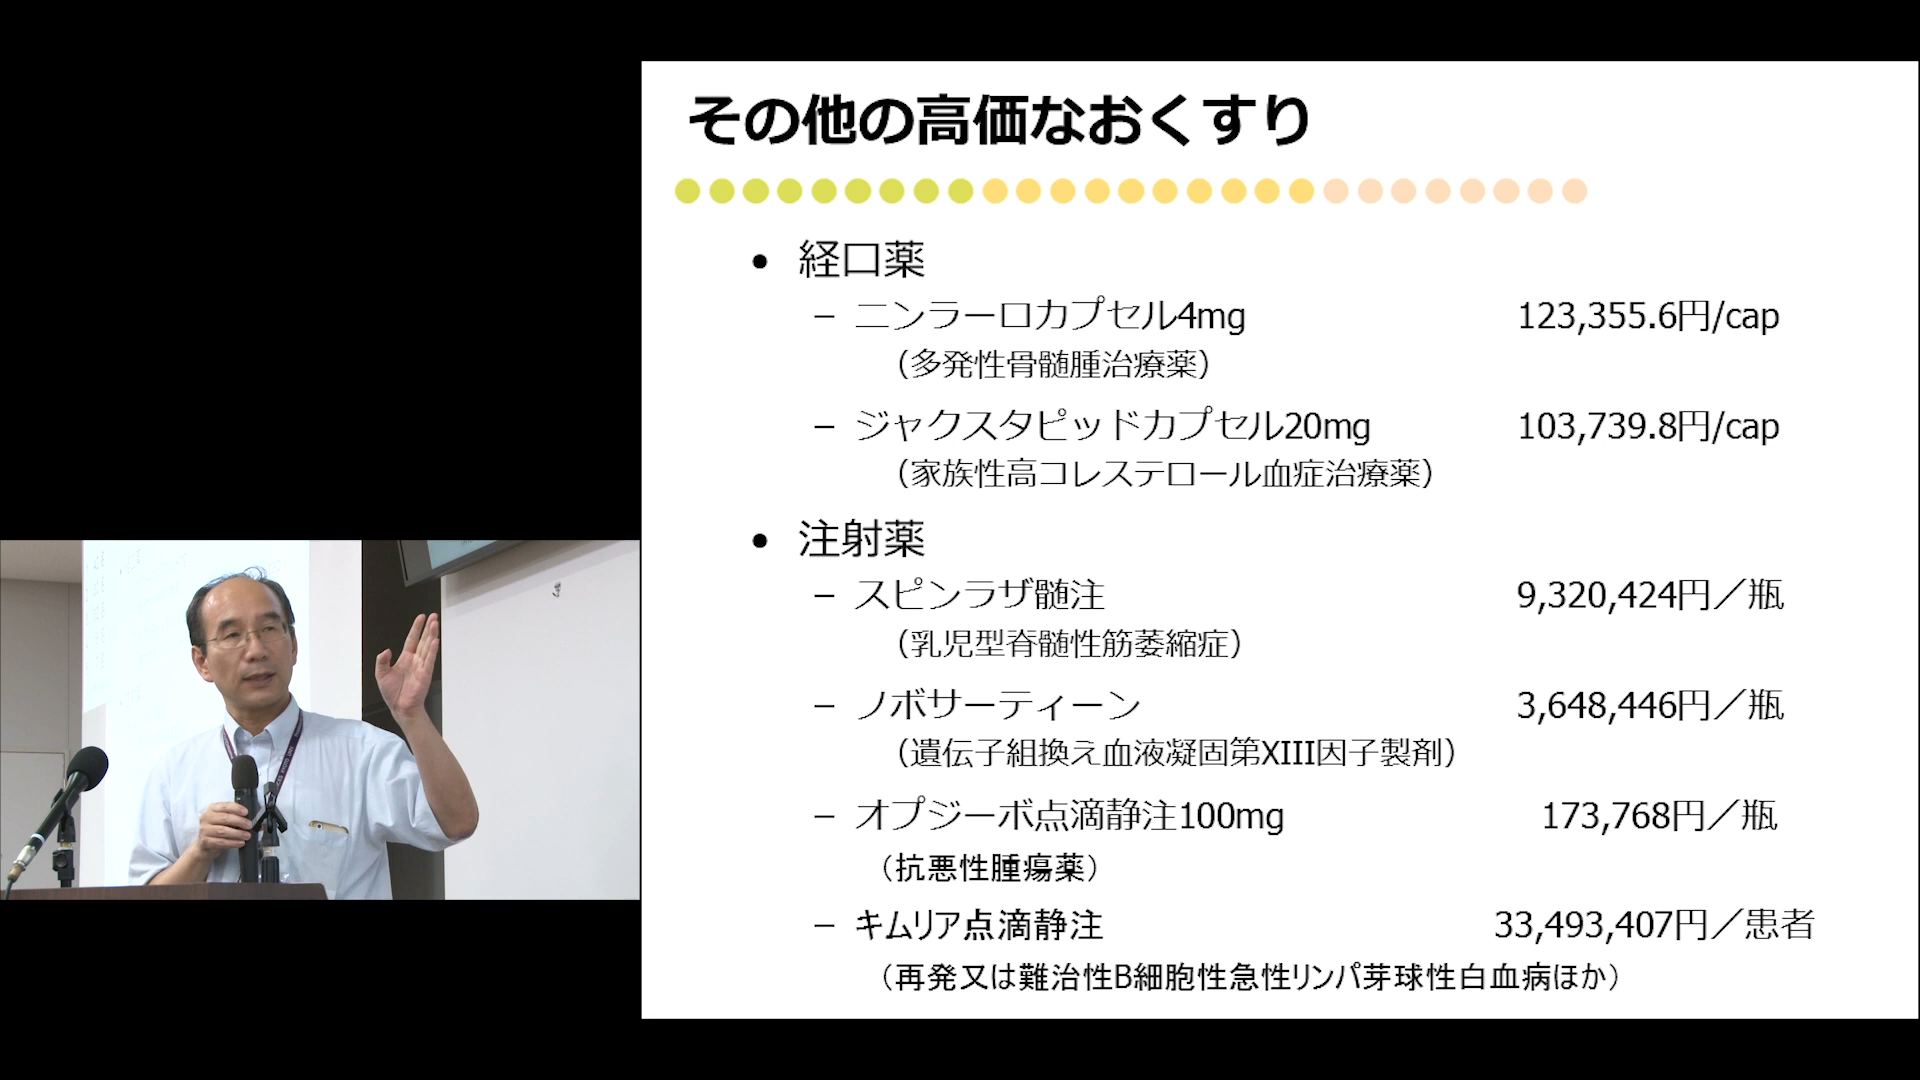 その他の高価なおくすり
• 経口薬
– ニンラーロカプセル4mg 123,355.6円/cap
（多発性骨髄腫治療薬）
– ジャクスタピッドカプセル20mg 103,739.8円/cap
（家族性高コレステロール血症治療薬）
• 注射薬
– スピンラザ髄注 9,320,424円／瓶
（乳児型脊髄性筋萎縮症）
– ノボサーティーン 3,648,446円／瓶
（遺伝子組換え血液凝固第XIII因子製剤）
– オプジーボ点滴静注100mg 173,768円／瓶
（抗悪性腫瘍薬）
– キムリア点滴静注 33,493,407円／患者
（再発又は難治性B細胞性急性リンパ芽球性白血病ほか）